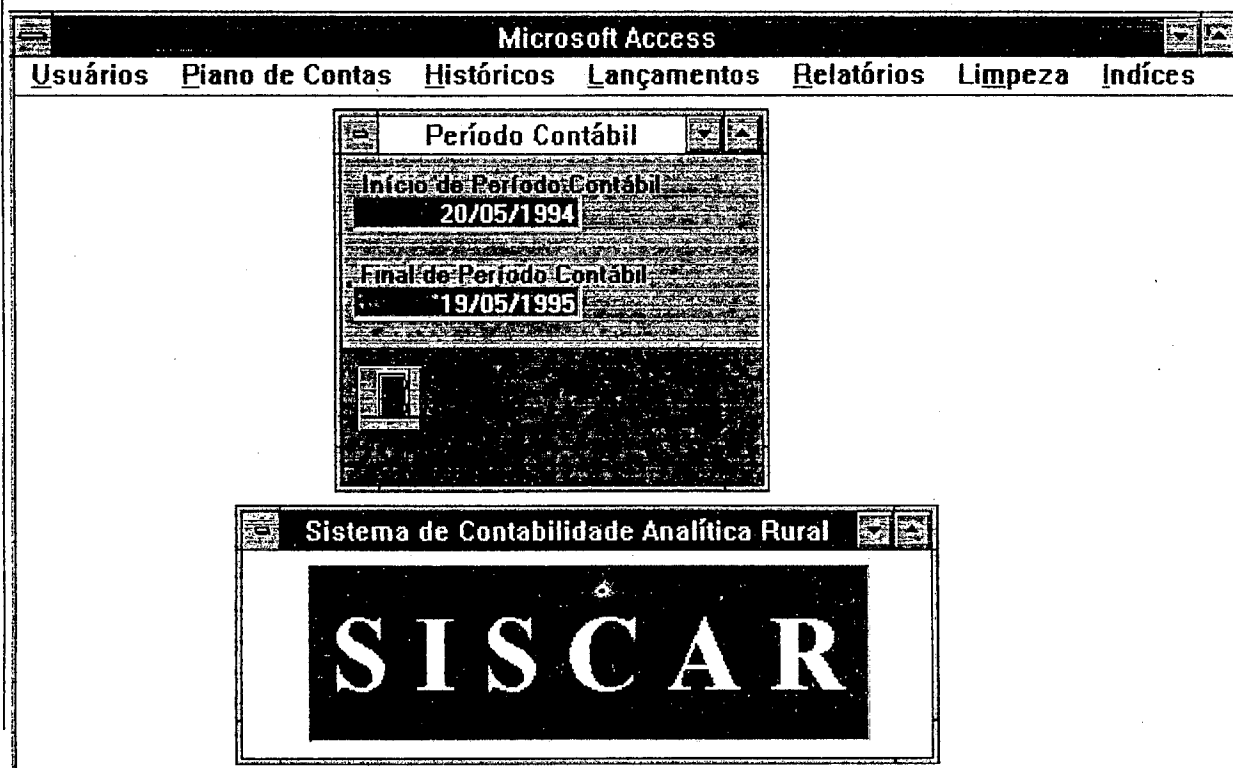 Microsoft Access
Usuários Piano de Contas Históricos Lançamentos Relatórios Limpeza Indíces
Período Contábil
Início de Período Contábil
20/05/1994
Final de Período Contábil
19/05/1995
Sistema de Contabilidade Analítica Rural
S I S C A R